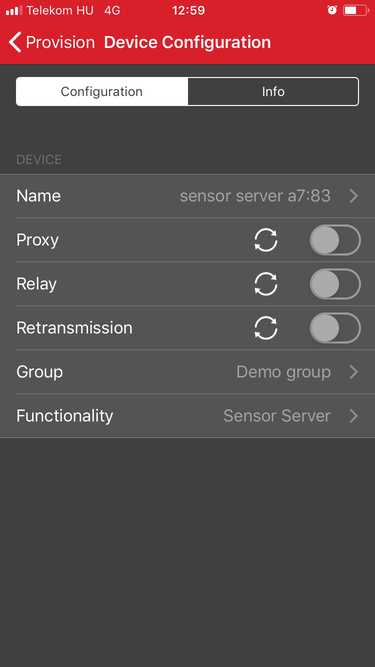 Telekom HU 4G 12:59
Provision Device Configuration
Configuration Info
DEVICE
Name sensor server a7:83
Proxy
Relay
Retransmission
Group Demo group
Functionality Sensor Server